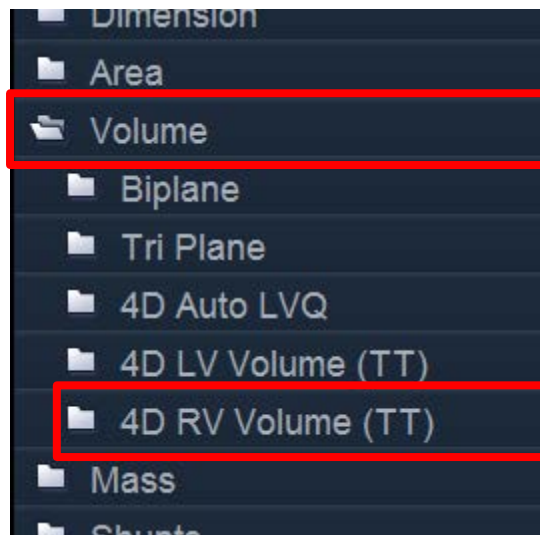 Dimension
Area
Volume
Biplane
Tri Plane
4D Auto LVQ
4D LV Volume (TT)
4D RV Volume (TT)
Mass
Shunts